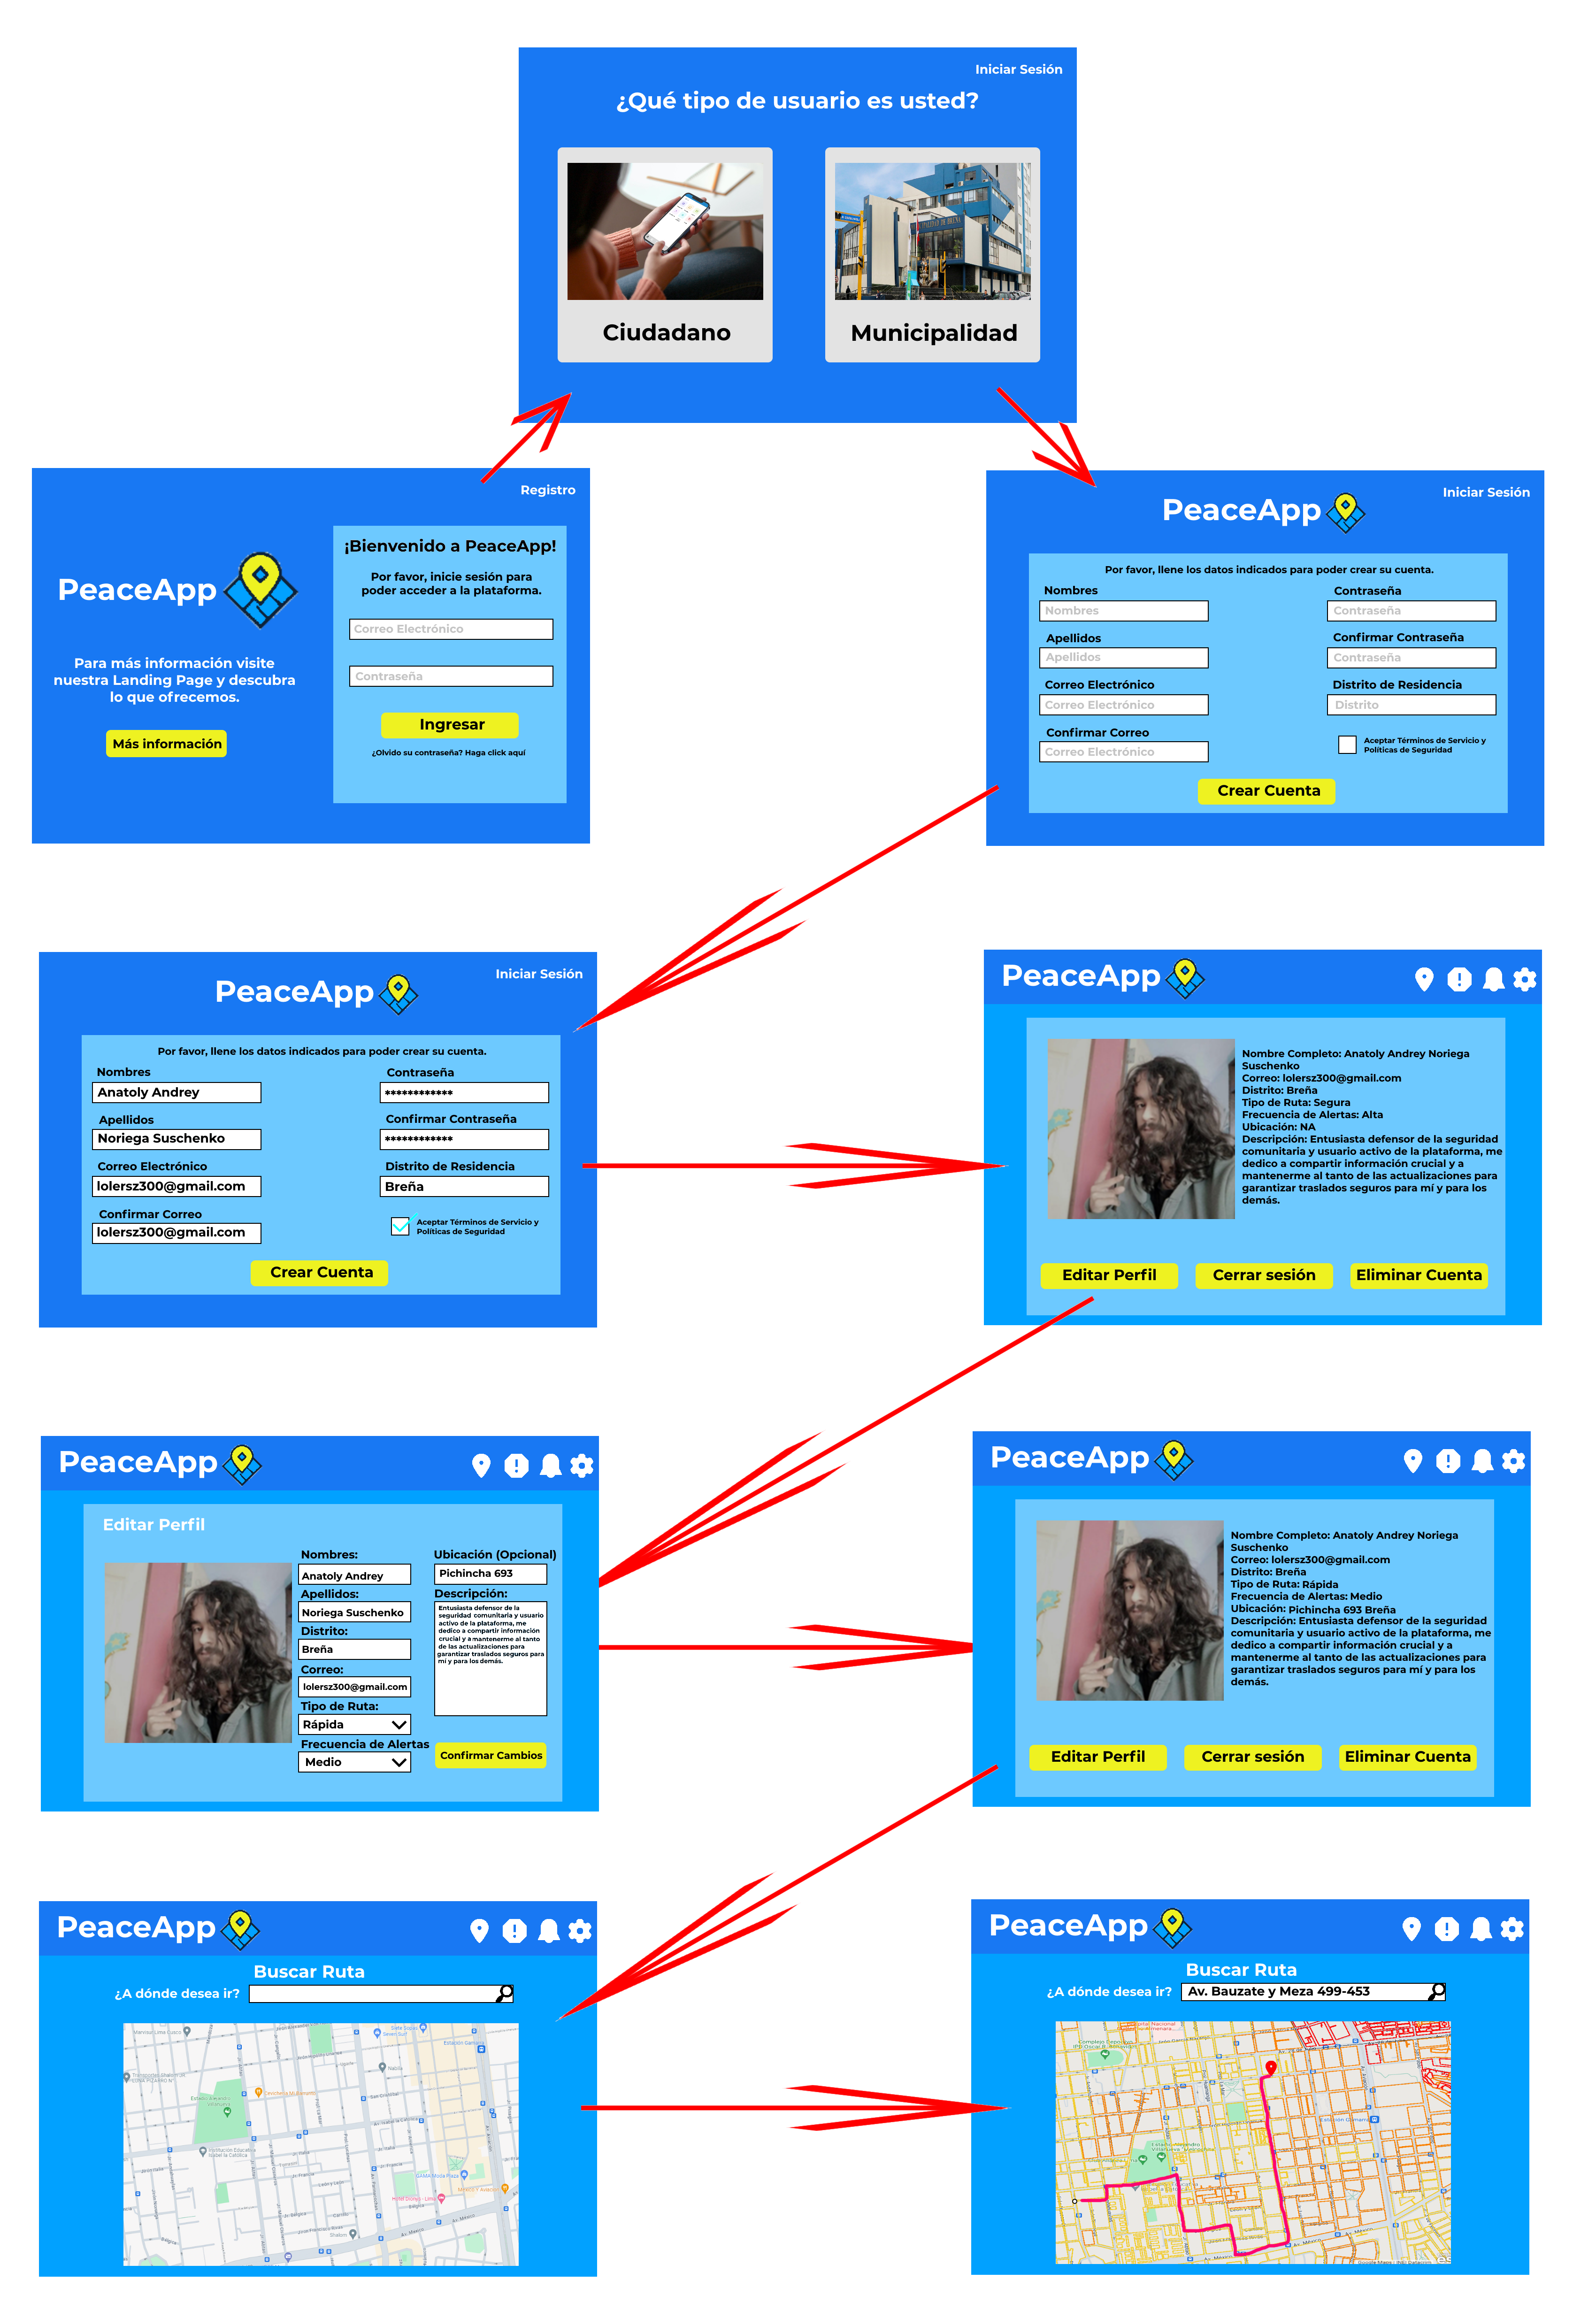 Iniciar Sesión
¿Qué tipo de usuario es usted?
Ciudadano
Municipalidad
Registro
PeaceApp
Para más información visite
nuestra Landing Page y descubra
lo que ofrecemos.
Más información
¡Bienvenido a PeaceApp!
Por favor, inicie sesión para
poder acceder a la plataforma.
Correo Electrónico
Contraseña
Ingresar
¿Olvido su contraseña? Haga click aquí
Iniciar Sesión
PeaceApp
Por favor, llene los datos indicados para poder crear su cuenta.
Nombres
Nombres
Apellidos
Apellidos
Correo Electrónico
Correo Electrónico
Confirmar Correo
Correo Electrónico
Contraseña
Contraseña
Confirmar Contraseña
Contraseña
Distrito de Residencia
Distrito
Aceptar Términos de Servicio y
Políticas de Seguridad
Crear Cuenta
Iniciar Sesión
PeaceApp
Por favor, llene los datos indicados para poder crear su cuenta.
Nombres
Anatoly Andrey
Apellidos
Noriega Suschenko
Correo Electrónico
lolersz300@gmail.com
Confirmar Correo
lolersz300@gmail.com
Contraseña
************
Confirmar Contraseña
************
Distrito de Residencia
Breña
Aceptar Términos de Servicio y
Políticas de Seguridad
Crear Cuenta
PeaceApp
Nombre Completo: Anatoly Andrey Noriega
Suschenko
Correo: lolersz300@gmail.com
Distrito: Breña
Tipo de Ruta: Segura
Frecuencia de Alertas: Alta
Ubicación: NA
Descripción: Entusiasta defensor de la seguridad
comunitaria y usuario activo de la plataforma, me
dedico a compartir información crucial y a
mantenerme al tanto de las actualizaciones para
garantizar traslados seguros para mí y para los
demás.
Editar Perfil
Cerrar sesión
Eliminar Cuenta
PeaceApp
Editar Perfil
Nombres:
Anatoly Andrey
Apellidos:
Noriega Suschenko
Distrito:
Breña
Correo:
lolersz300@gmail.com
Tipo de Ruta:
Rápida
Frecuencia de Alertas
Medio
Ubicación (Opcional)
Pichincha 693
Descripción:
Entusiasta defensor de la
seguridad comunitaria y usuario
activo de la plataforma, me
dedico a compartir información
crucial y a mantenerme al tanto
de las actualizaciones para
garantizar traslados seguros para
mí y para los demás.
Confirmar Cambios
PeaceApp
Nombre Completo: Anatoly Andrey Noriega
Suschenko
Correo: lolersz300@gmail.com
Distrito: Breña
Tipo de Ruta: Rápida
Frecuencia de Alertas: Medio
Ubicación: Pichincha 693 Breña
Descripción: Entusiasta defensor de la seguridad
comunitaria y usuario activo de la plataforma, me
dedico a compartir información crucial y a
mantenerme al tanto de las actualizaciones para
garantizar traslados seguros para mí y para los
demás.
Editar Perfil
Cerrar sesión
Eliminar Cuenta
PeaceApp
Buscar Ruta
¿A dónde desea ir?
Institución Educativa
Isabel la Católica
GAMA Moda Plaza
Av. México
PeaceApp
Buscar Ruta
¿A dónde desea ir?
Av. Bauzate y Meza 499-453
Av. México